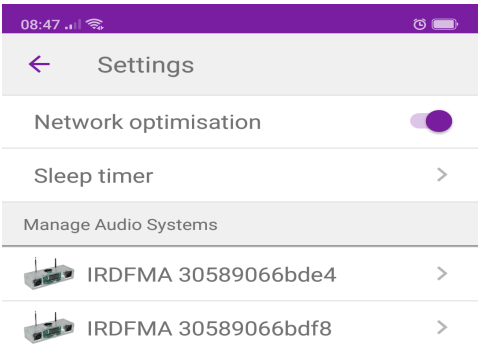 08:47
Settings
Network optimisation
Sleep timer
Manage Audio Systems
IRDFMA 30589066bde4
IRDFMA 30589066bdf8